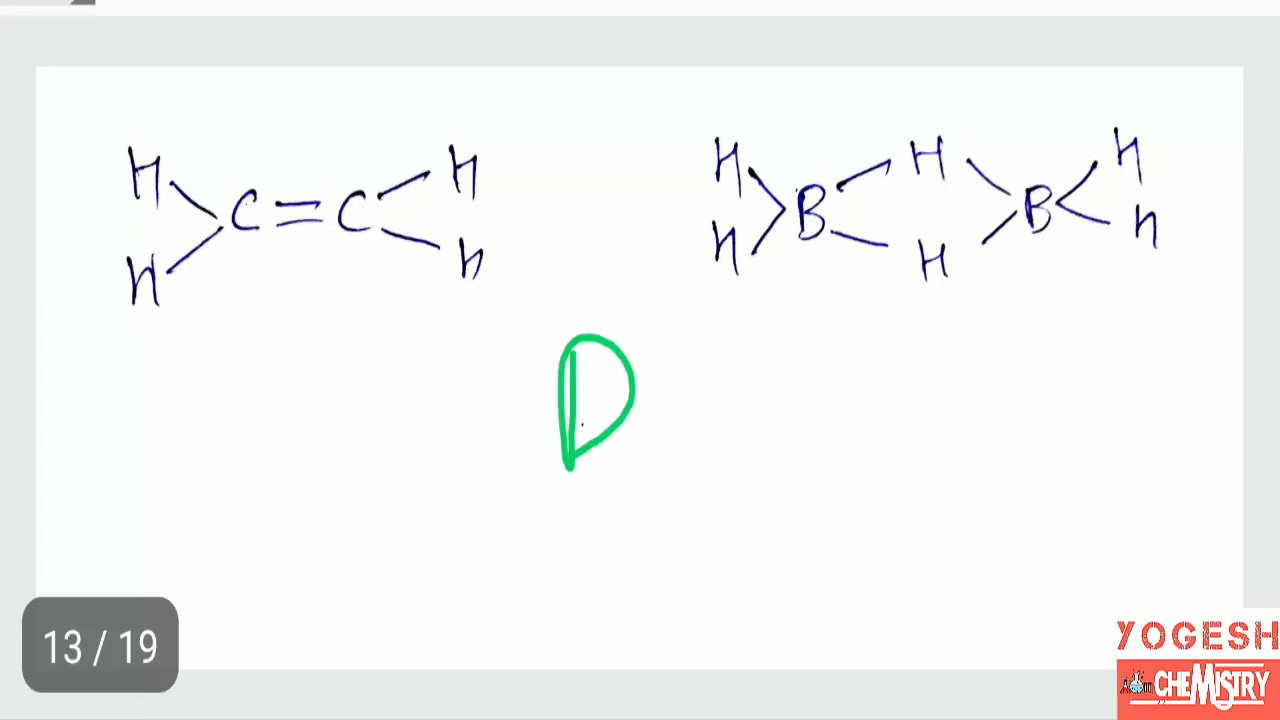 H H H H H
C = C B B
H h h H h
D
13 / 19
YOGESH
CHEMISTRY